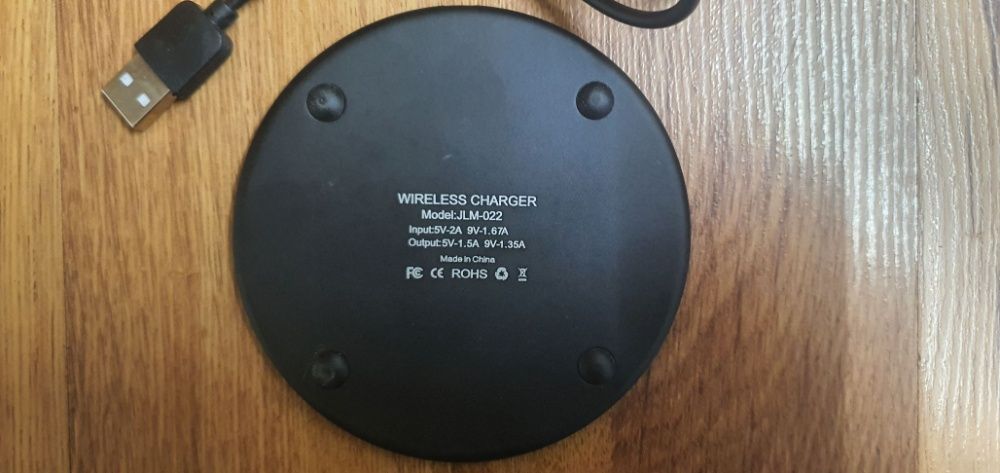 WIRELESS CHARGER
Model:JLM-022
Input:5V-2A 9V-1.67A
Output:5V-1.5A 9V-1.35A
Made in China
FC CE ROHS